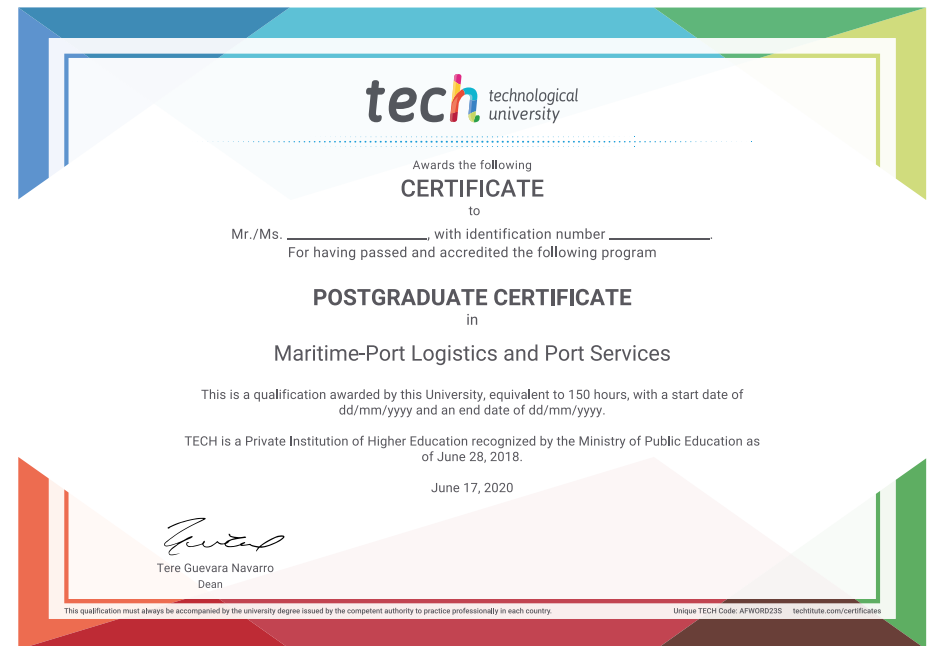 tech technological
university
Awards the following
CERTIFICATE
to
Mr./Ms. ____________________, with identification number ______________.
For having passed and accredited the following program
POSTGRADUATE CERTIFICATE
in
Maritime-Port Logistics and Port Services
This is a qualification awarded by this University, equivalent to 150 hours, with a start date of
dd/mm/yyyy and an end date of dd/mm/yyyy.
TECH is a Private Institution of Higher Education recognized by the Ministry of Public Education as
of June 28, 2018.
June 17, 2020
Tere Guevara Navarro
Dean
This qualification must always be accompanied by the university degree issued by the competent authority to practice professionally in each country.
Unique TECH Code: AFWORD23S techtitute.com/certificates